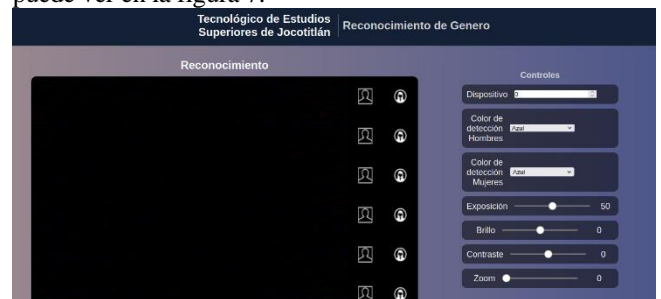 puede ver en la figura 7.
Tecnológico de Estudios
Superiores de Jocotitlán
Reconocimiento de Genero
Reconocimiento
Controles
Dispositivo
Color de
detección
Hombres
Azul
Color de
detección
Mujeres
Azul
Exposición 50
Brillo 0
Contraste 0
Zoom 0